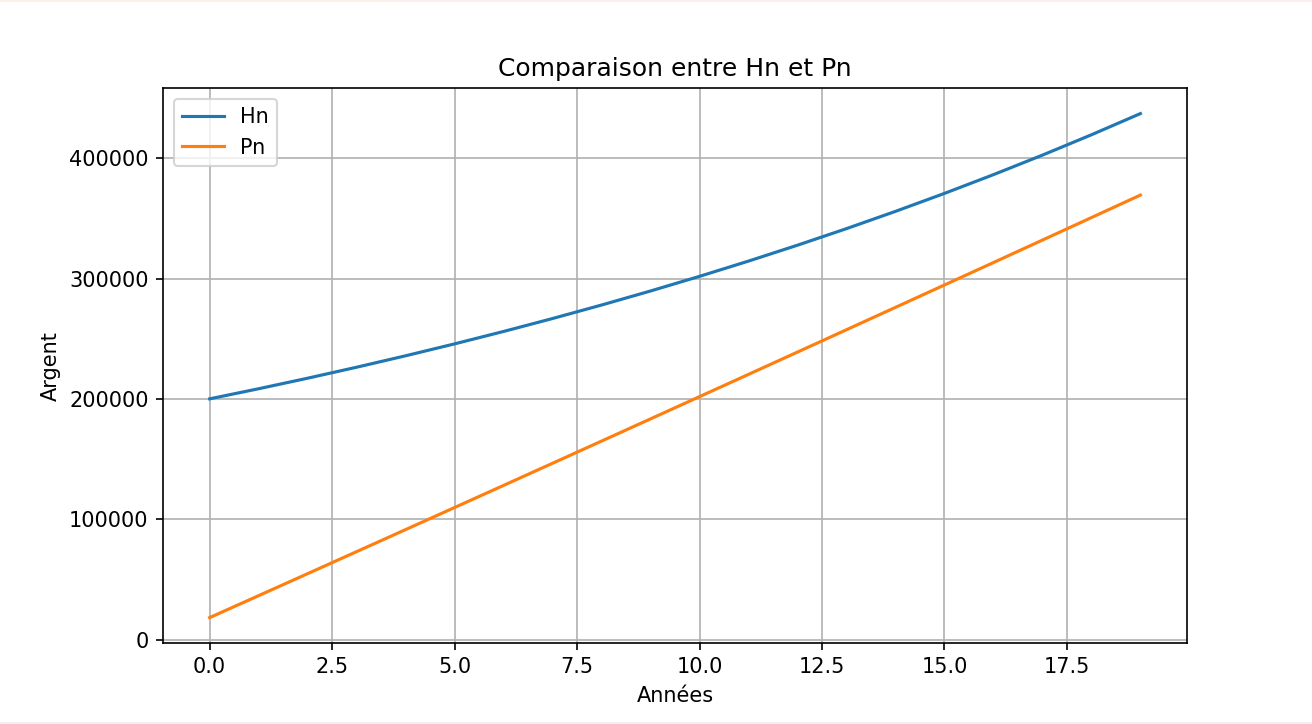 Comparaison entre Hn et Pn
Hn
Pn
400000
300000
200000
100000
0
Argent
0.0 2.5 5.0 7.5 10.0 12.5 15.0 17.5
Années